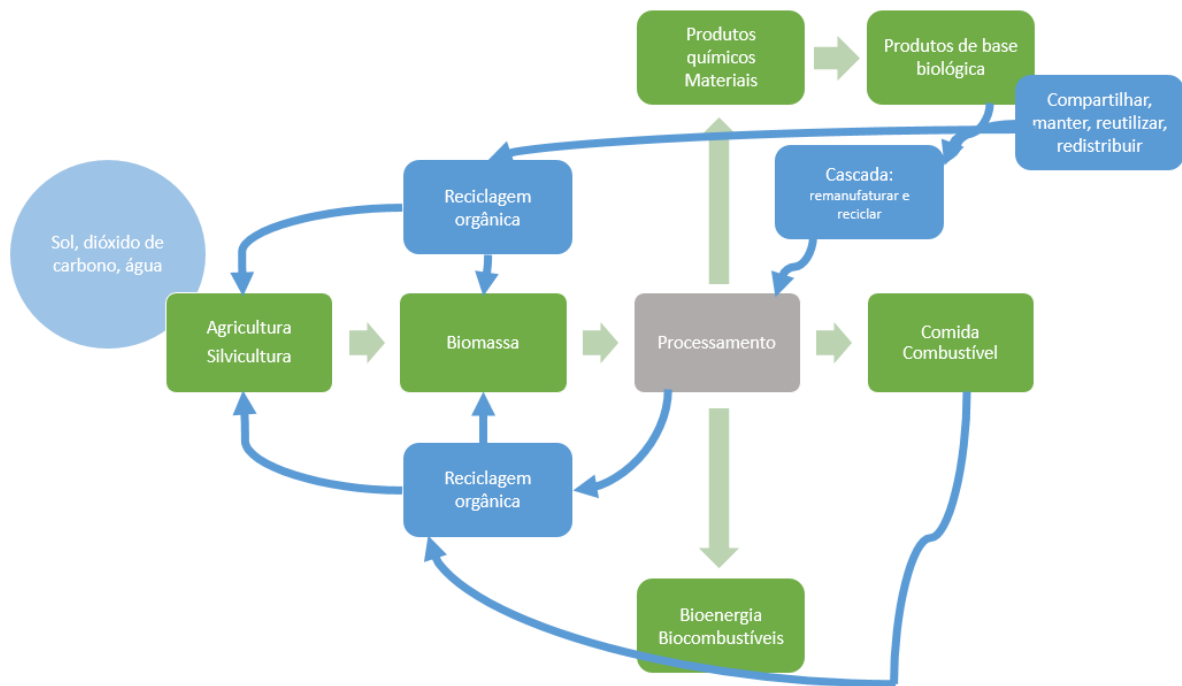 Produtos
químicos
Materiais
Produtos de base
biológica
Compartilhar,
manter, reutilizar,
redistribuir
Cascada:
remanufaturar e
reciclar
Reciclagem
orgânica
Sol, dióxido de
carbono, água
Agricultura
Silvicultura
Biomassa
Processamento
Comida
Combustível
Reciclagem
orgânica
Bioenergia
Biocombustíveis